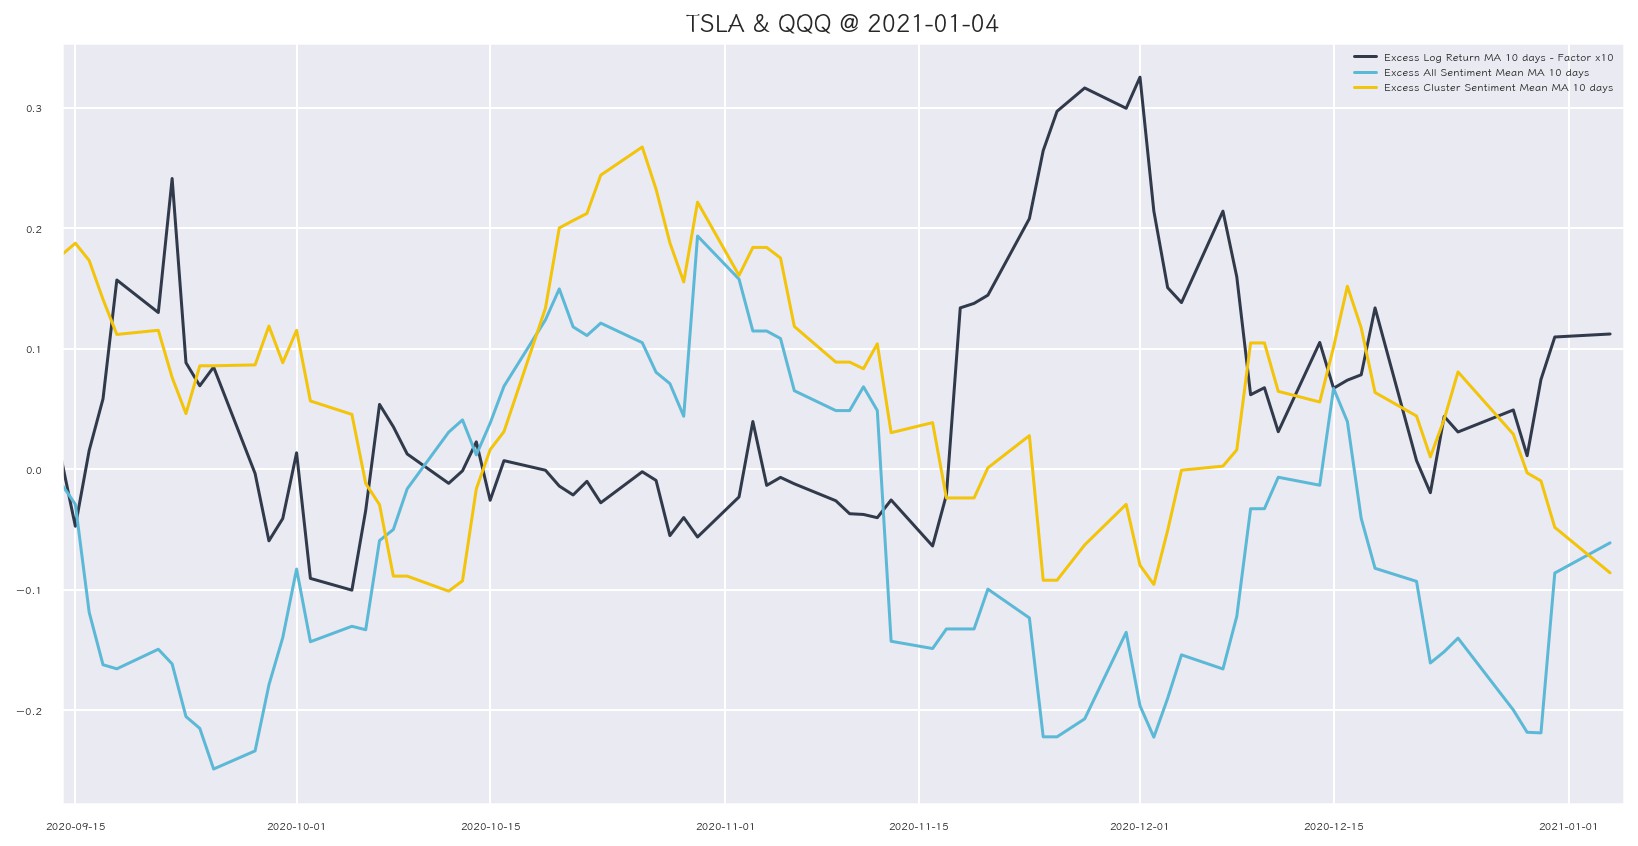 TSLA & QQQ @ 2021-01-04
Excess Log Return MA 10 days - Factor x10
Excess All Sentiment Mean MA 10 days
Excess Cluster Sentiment Mean MA 10 days
0.3
0.2
0.1
0.0
−0.1
−0.2
2020-09-15 2020-10-01 2020-10-15 2020-11-01 2020-11-15 2020-12-01 2020-12-15 2021-01-01